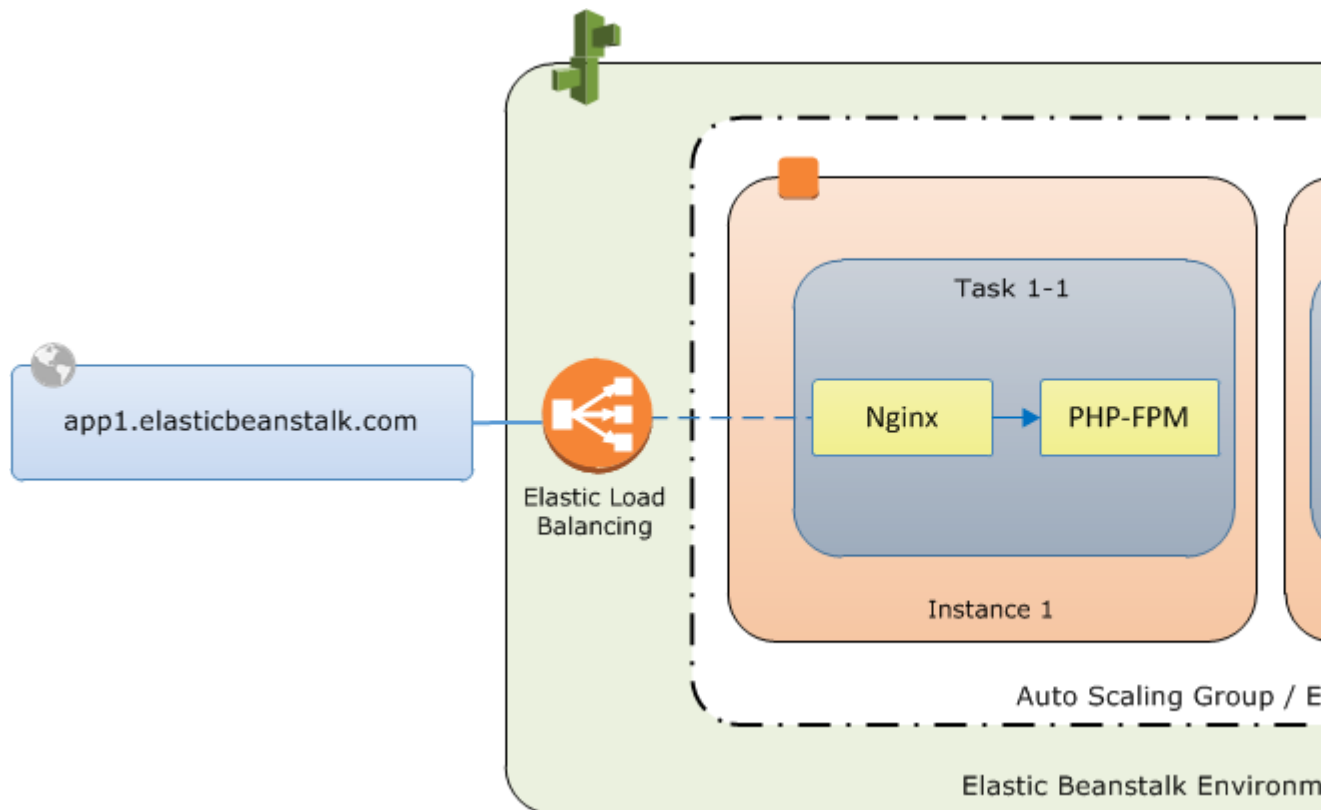 Task 1-1
app1.elasticbeanstalk.com
Nginx
PHP-FPM
Elastic Load
Balancing
Instance 1
Auto Scaling Group / E
Elastic Beanstalk Environm